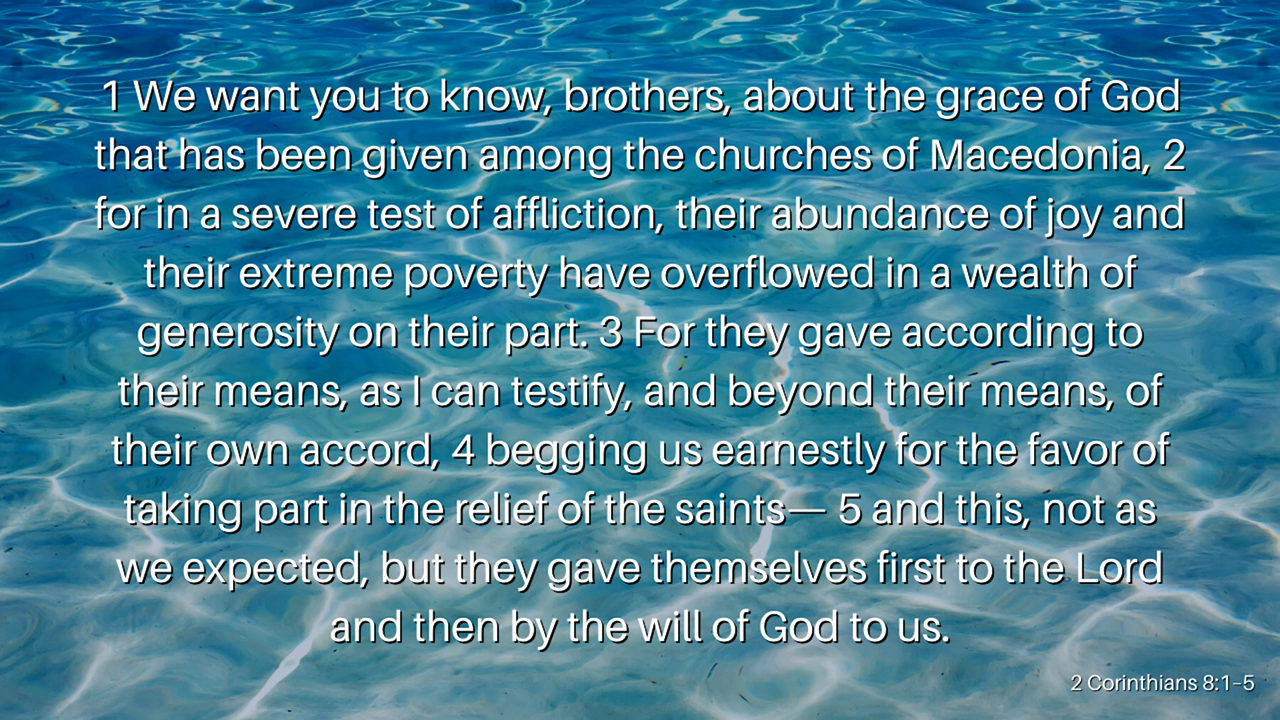 1 We want you to know, brothers, about the grace of God
that has been given among the churches of Macedonia, 2
for in a severe test of affliction, their abundance of joy and
their extreme poverty have overflowed in a wealth of
generosity on their part. 3 For they gave according to
their means, as I can testify, and beyond their means, of
their own accord, 4 begging us earnestly for the favor of
taking part in the relief of the saints— 5 and this, not as
we expected, but they gave themselves first to the Lord
and then by the will of God to us.
2 Corinthians 8:1–5